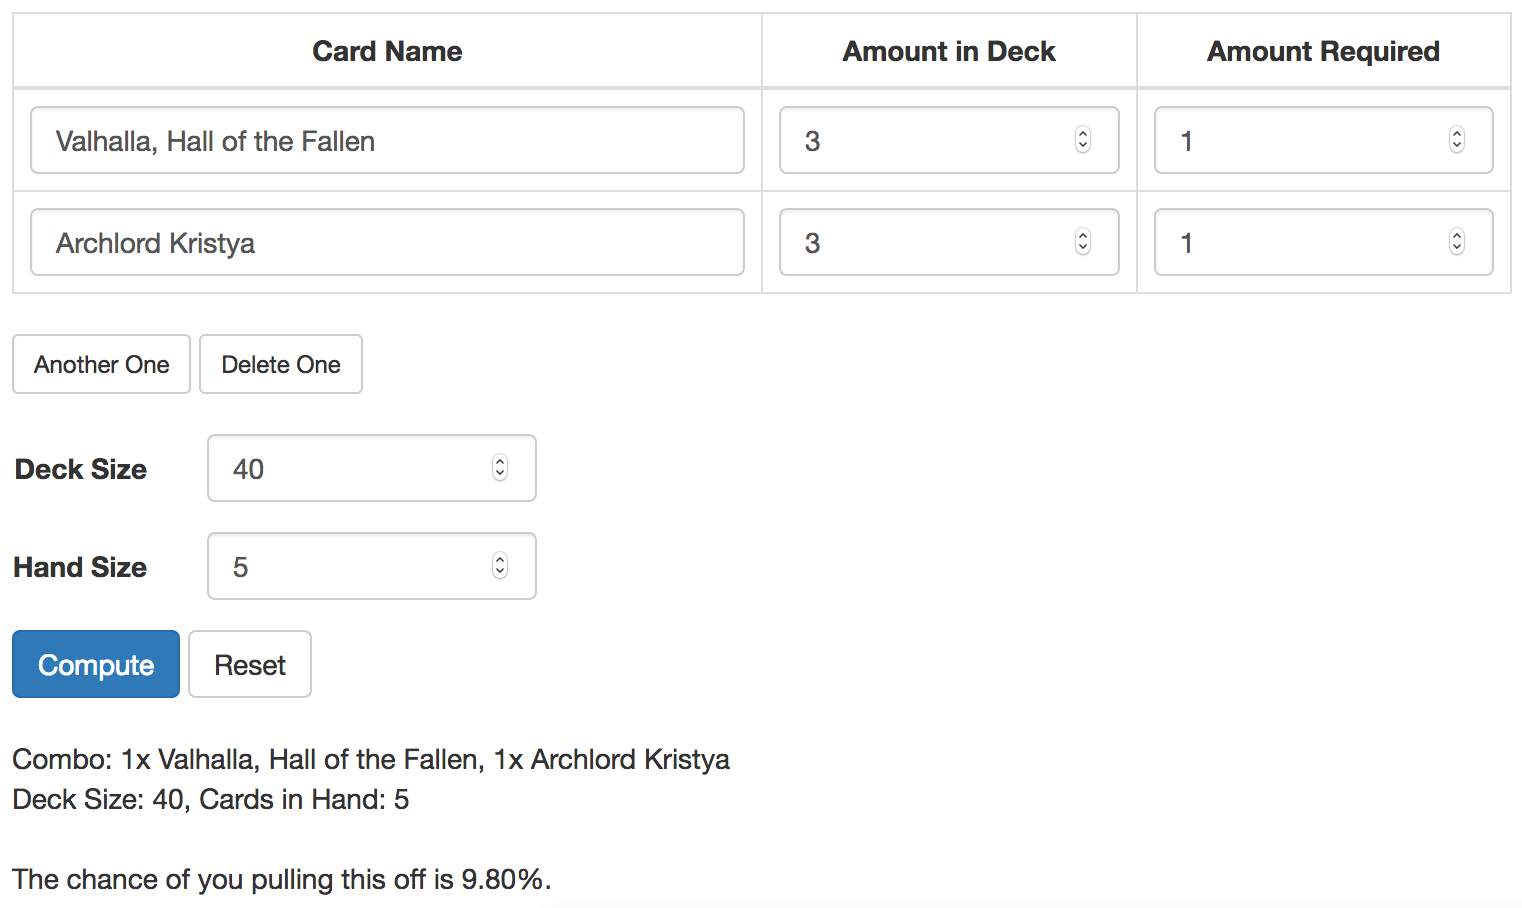 Card Name Amount in Deck Amount Required
Valhalla, Hall of the Fallen 3 1
Archlord Kristya 3 1
Another One Delete One
Deck Size 40
Hand Size 5
Compute Reset
Combo: 1x Valhalla, Hall of the Fallen, 1x Archlord Kristya
Deck Size: 40, Cards in Hand: 5
The chance of you pulling this off is 9.80%.